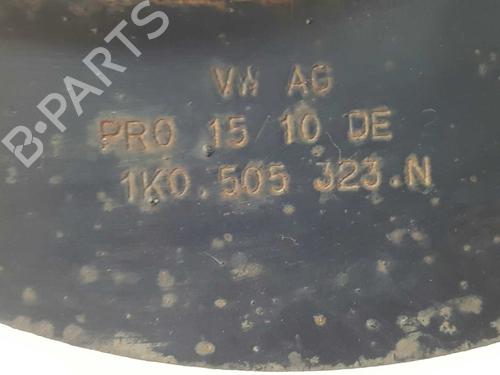 VW AG
PRO 15/10 DE
1K0.505 323.N
B-PARTS